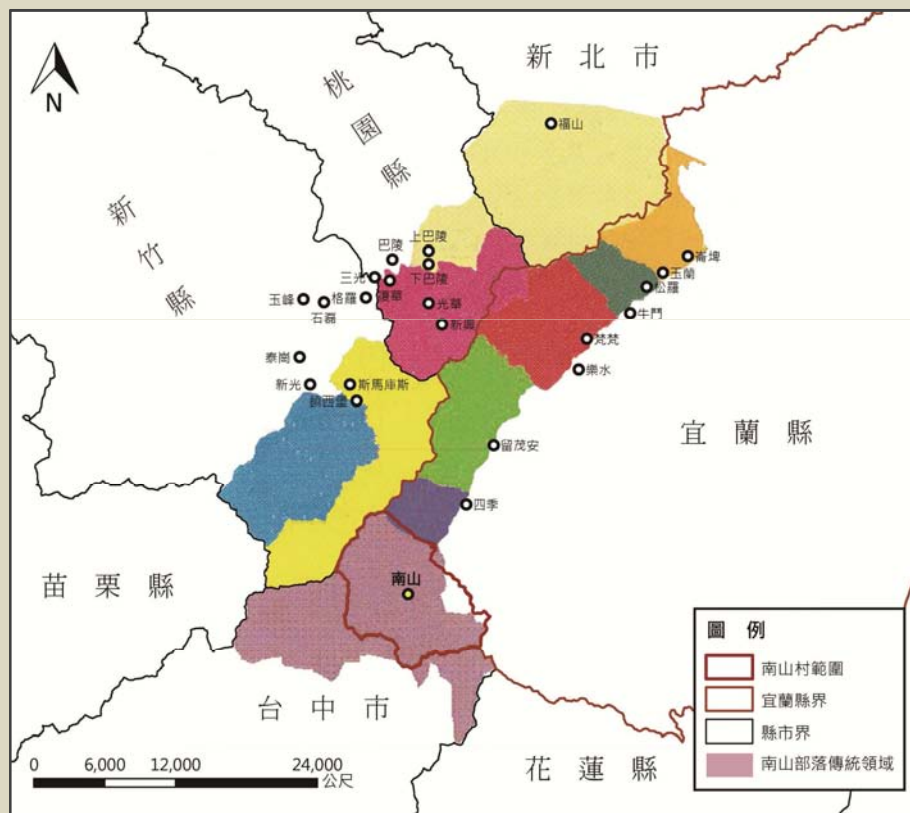 N
新北市
桃園縣
新竹縣
福山
上巴陵
巴陵
下巴陵
三光
復華
玉峰
石磊
格羅
光華
新興
崙埤
玉蘭
松羅
牛鬥
梵梵
樂水
泰崗
新光
斯馬庫斯
鎮西堡
宜蘭縣
留茂安
四季
苗栗縣
南山
台中市
花蓮縣
圖例
南山村範圍
宜蘭縣界
縣市界
南山部落傳統領域
0 6,000 12,000 24,000
公尺